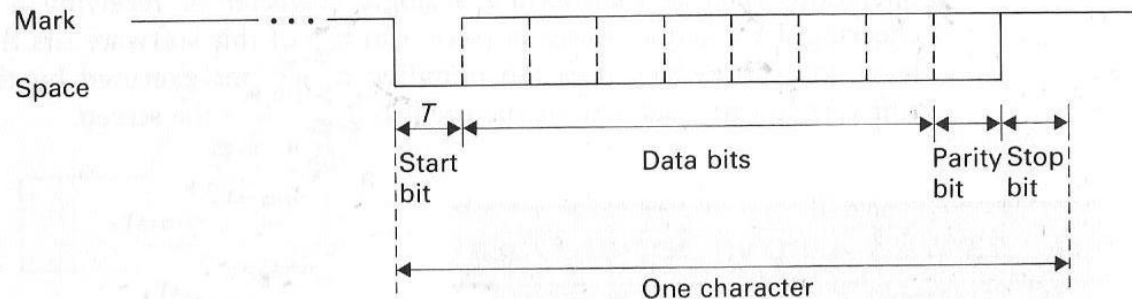 Mark
Space
T
Start bit
Data bits
Parity bit
Stop bit
One character